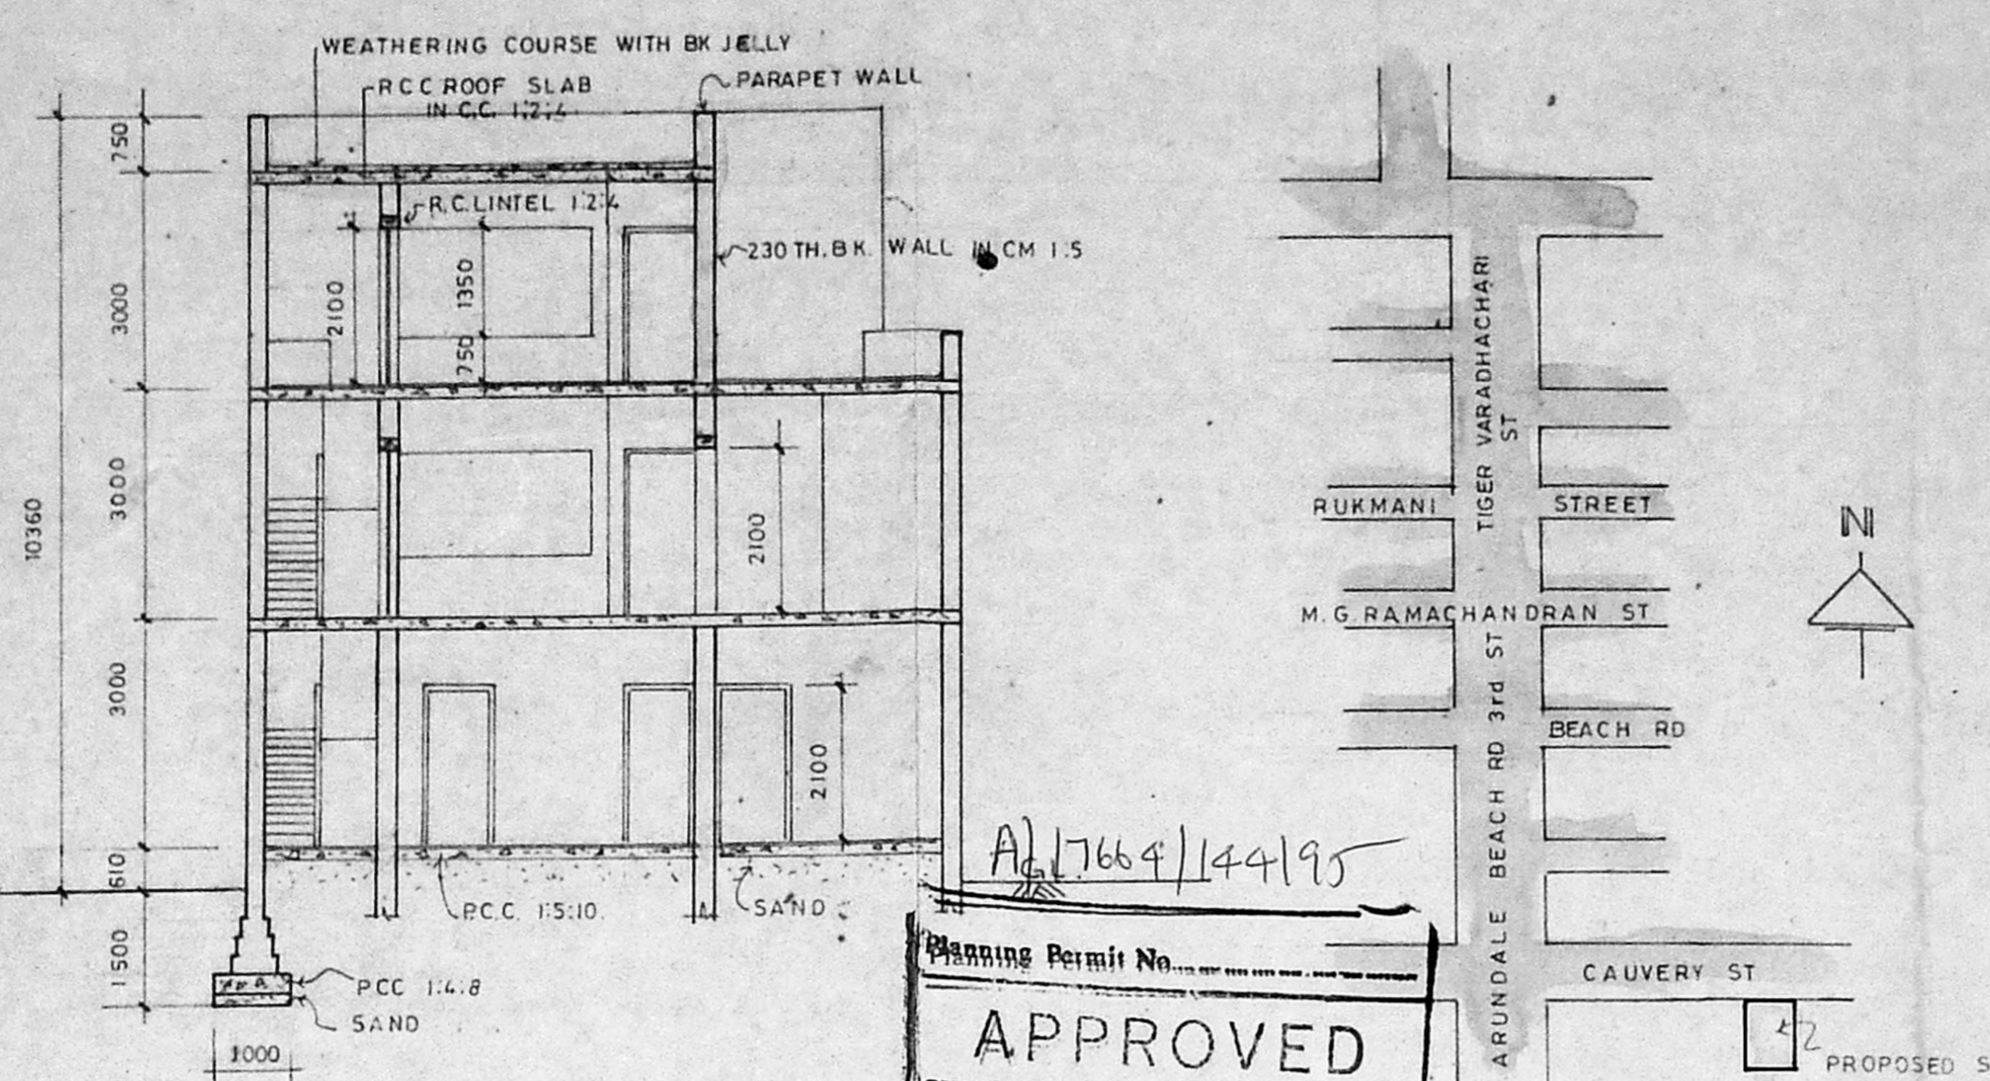 WEATHERING COURSE WITH BK JELLY
RCC ROOF SLAB
IN C.C. 1:2:4
PARAPET WALL
750
R.C. LINTEL 1:2:4
230 TH. BK. WALL IN CM 1:5
3000
2100
1350
750
10360
3000
2100
3000
2100
610
P.C.C. 1:5:10.
SAND
1500
PCC 1:4:8
SAND
1000
G.L.
Planning Permit No.
APPROVED
TIGER VARADHACHARI
ST
RUKMANI STREET
M.G. RAMACHANDRAN ST
N
ARUNDALE BEACH RD 3rd ST
BEACH RD
CAUVERY ST
PROPOSED S